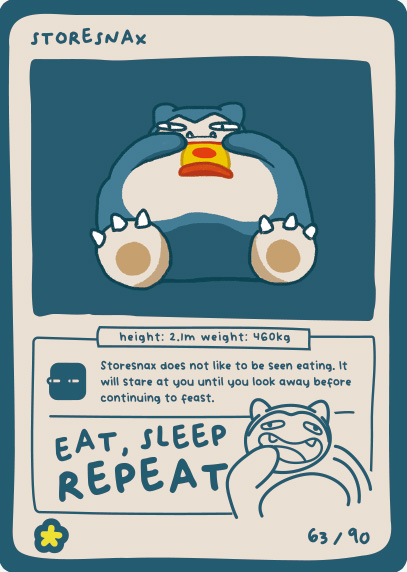 STORESNAX
height: 2.1m weight: 460kg
Storesnax does not like to be seen eating. It
will stare at you until you look away before
continuing to feast.
EAT, SLEEP
REPEAT
63 / 90